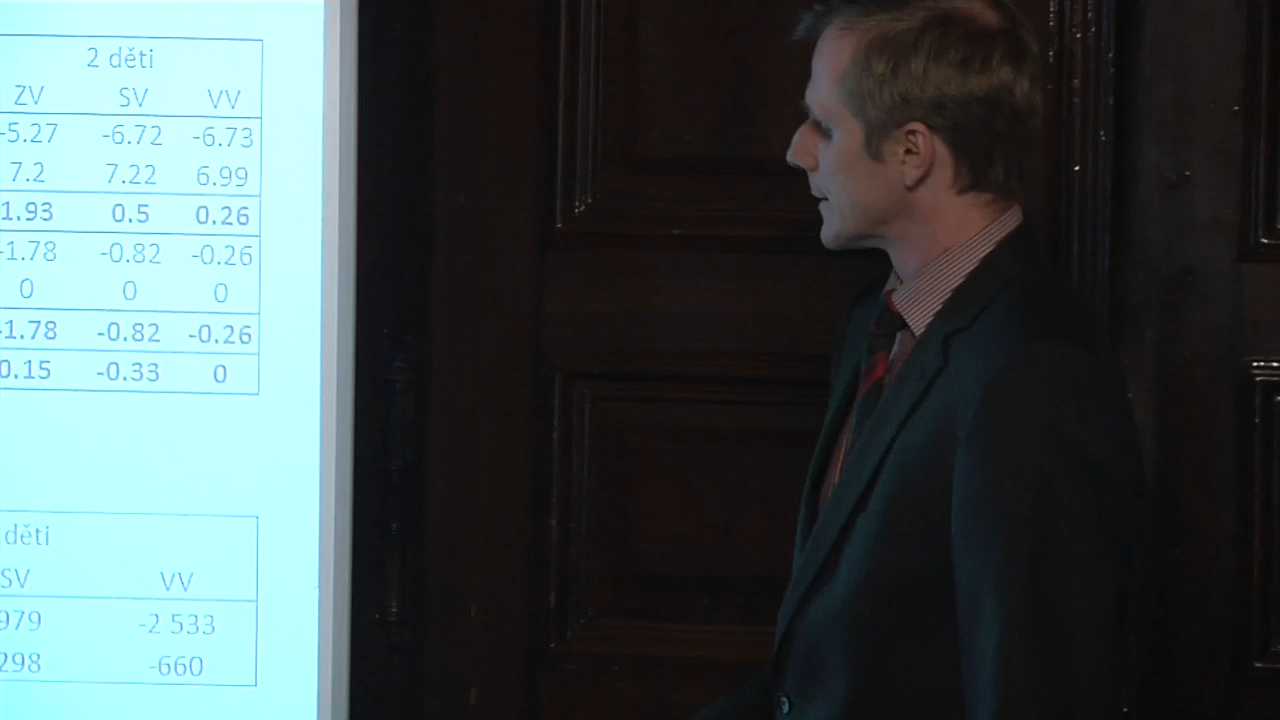 2 děti
ZV SV VV
-5.27 -6.72 -6.73
7.2 7.22 6.99
1.93 0.5 0.26
-1.78 -0.82 -0.26
0 0 0
-1.78 -0.82 -0.26
0.15 -0.33 0
děti
SV VV
979 -2 533
298 -660